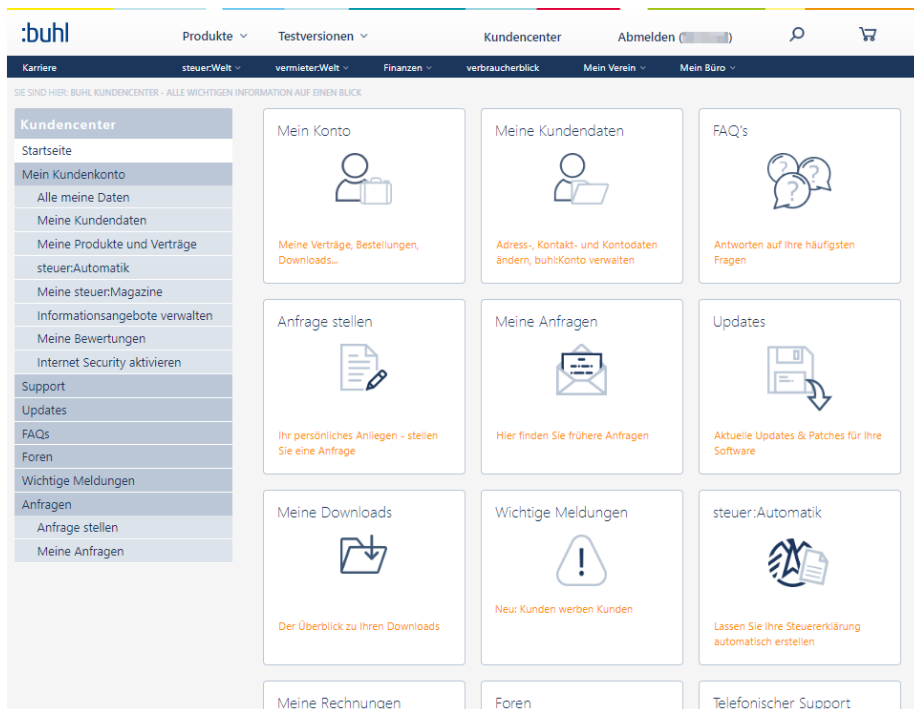 :buhl
Produkte
Testversionen
Kundencenter
Abmelden ( )
Karriere
steuer:Welt
vermieter:Welt
Finanzen
verbraucherblick
Mein Verein
Mein Büro
SIE SIND HIER: BUHL KUNDENCENTER - ALLE WICHTIGEN INFORMATION AUF EINEN BLICK
Kundencenter
Startseite
Mein Kundenkonto
Alle meine Daten
Meine Kundendaten
Meine Produkte und Verträge
steuer:Automatik
Meine steuer:Magazine
Informationsangebote verwalten
Meine Bewertungen
Internet Security aktivieren
Support
Updates
FAQs
Foren
Wichtige Meldungen
Anfragen
Anfrage stellen
Meine Anfragen
Mein Konto
Meine Verträge, Bestellungen,
Downloads...
Meine Kundendaten
Adress-, Kontakt- und Kontodaten
ändern, buhl:Konto verwalten
FAQ's
? ? ?
Antworten auf Ihre häufigsten
Fragen
Anfrage stellen
Ihr persönliches Anliegen - stellen
Sie eine Anfrage
Meine Anfragen
Hier finden Sie frühere Anfragen
Updates
Aktuelle Updates & Patches für Ihre
Software
Meine Downloads
Der Überblick zu Ihren Downloads
Wichtige Meldungen
!
Neu: Kunden werben Kunden
steuer:Automatik
Lassen Sie Ihre Steuererklärung
automatisch erstellen
Meine Rechnungen
Foren
Telefonischer Support